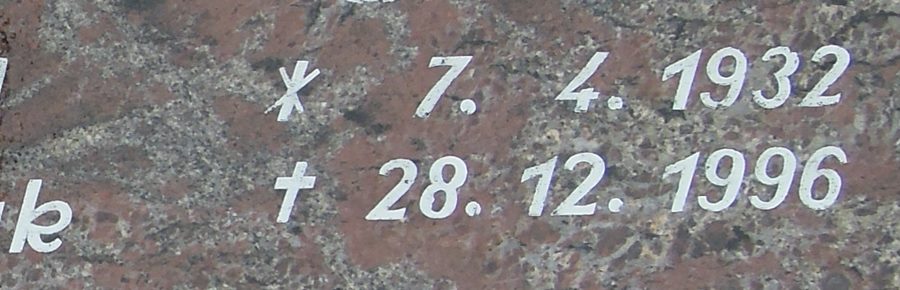 * 7. 4. 1932
† 28. 12. 1996